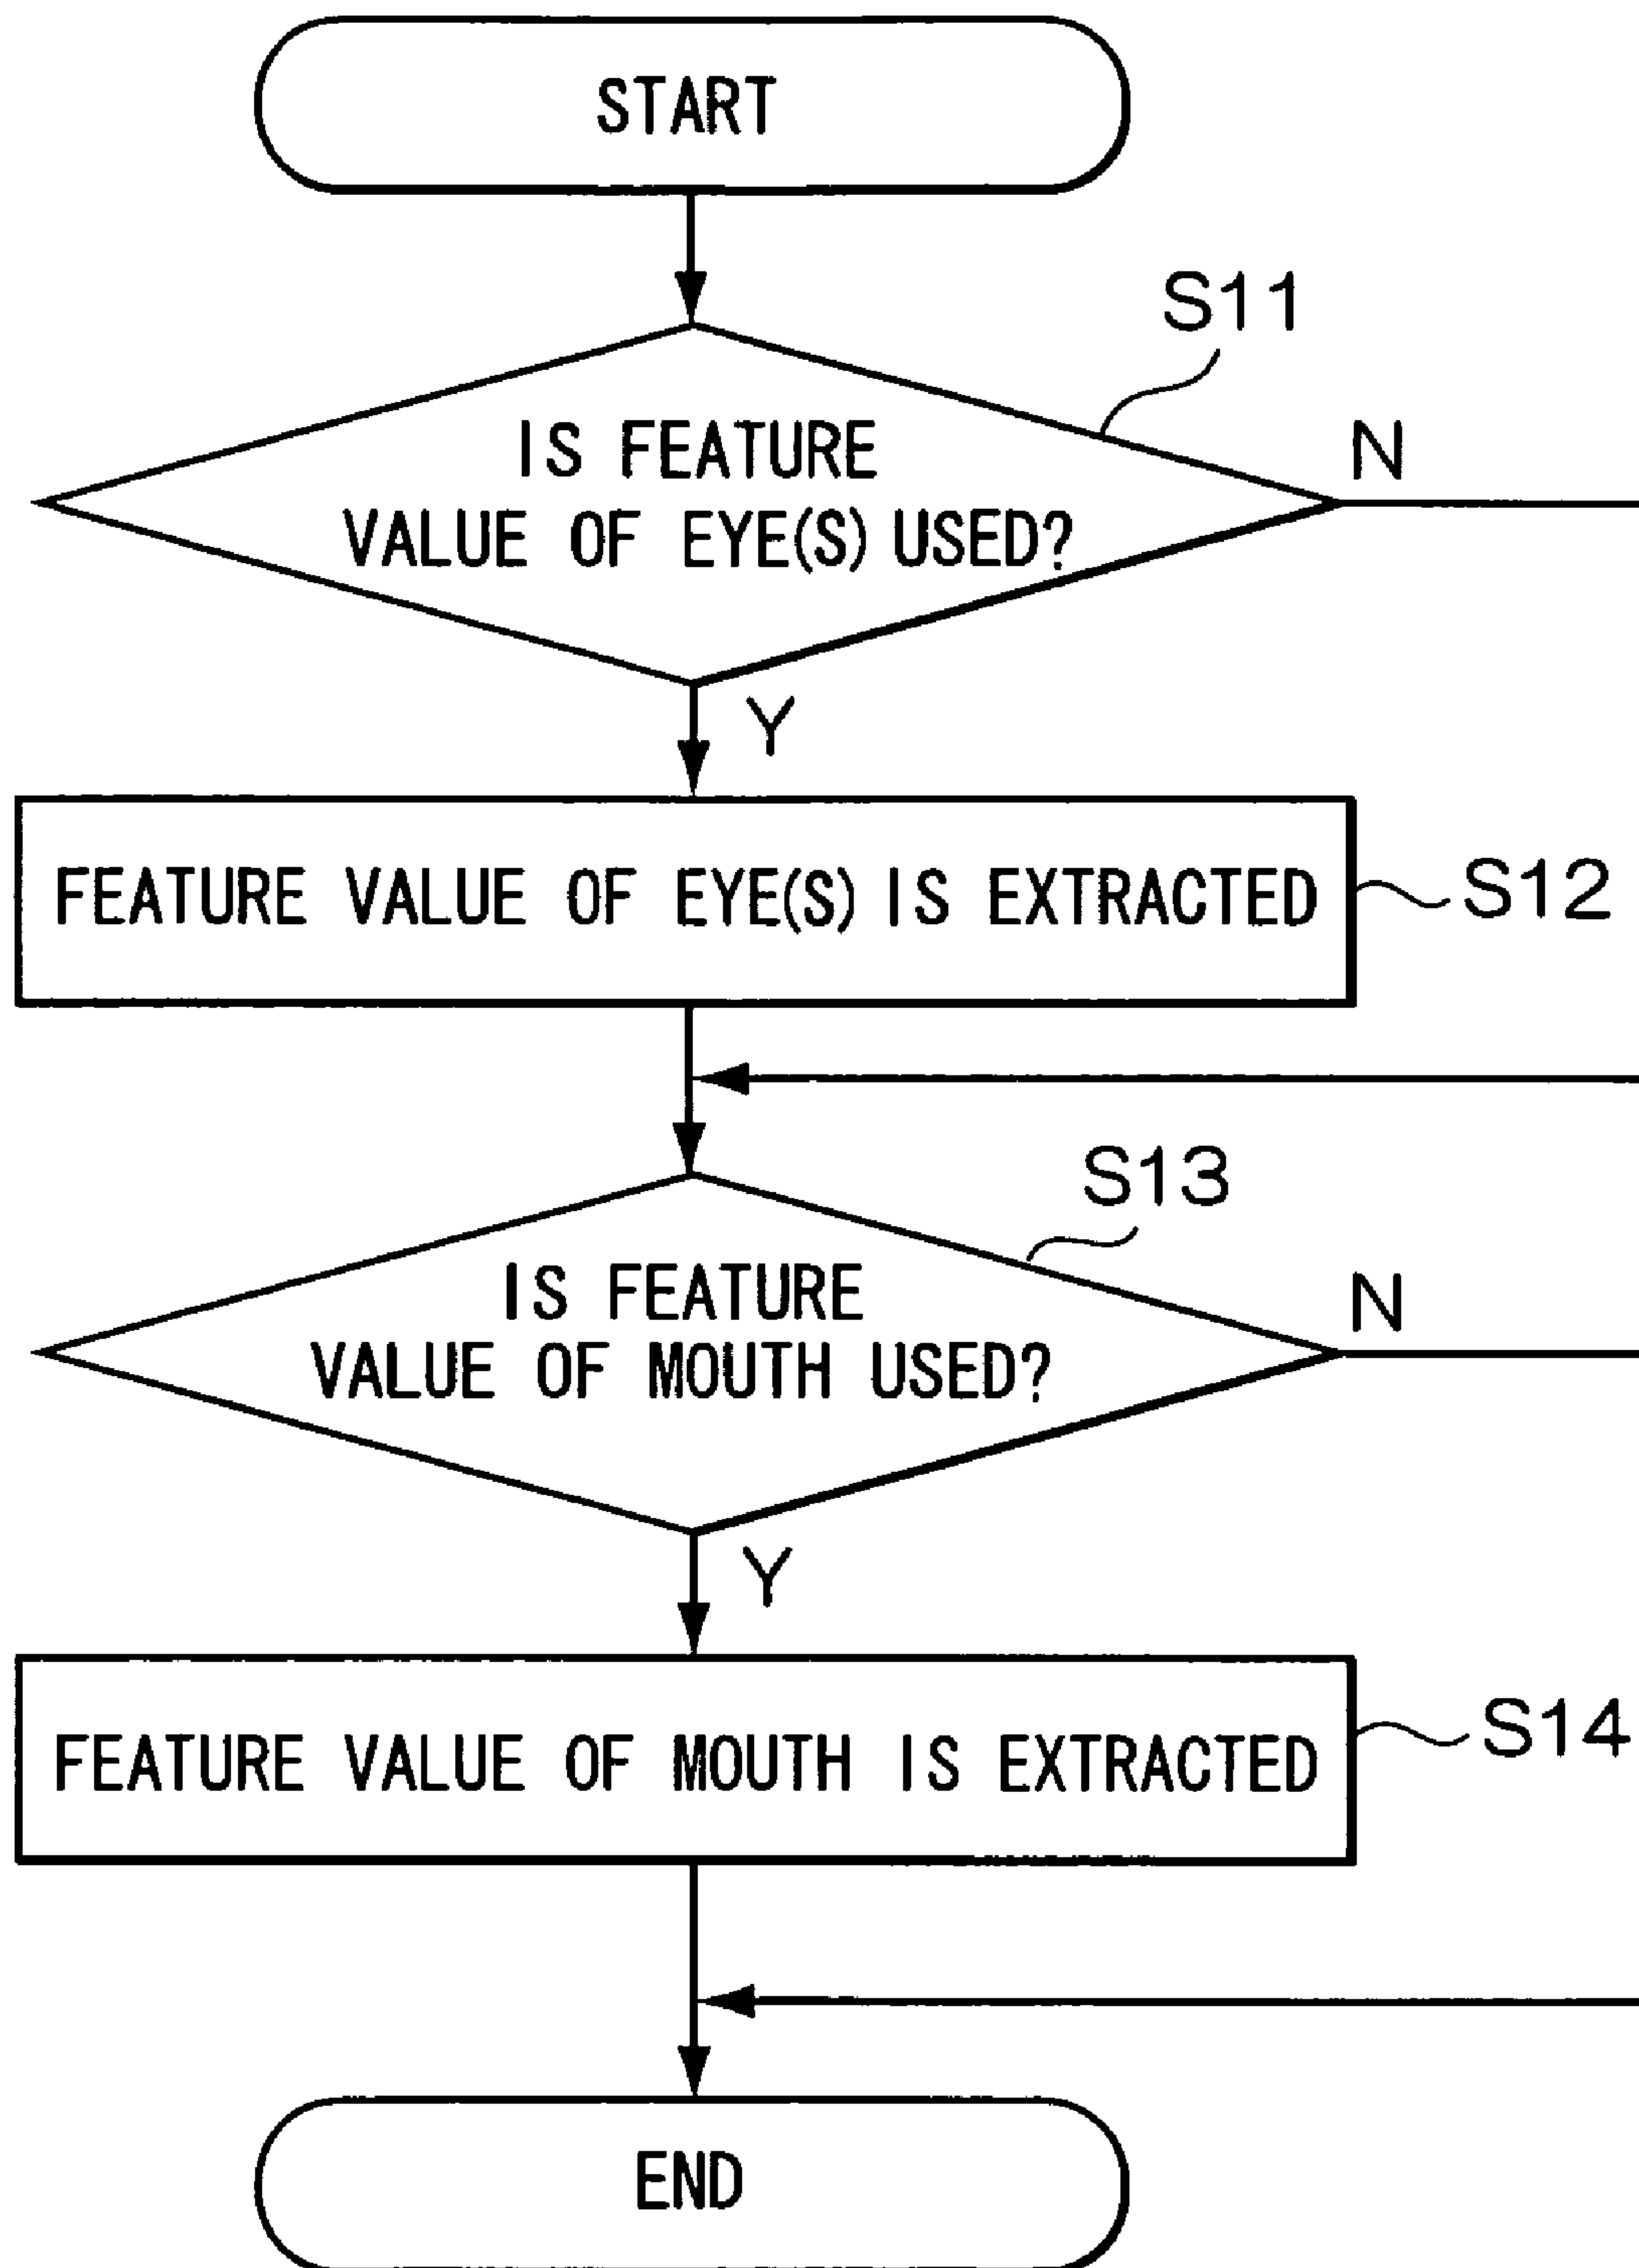 START
S11
IS FEATURE
VALUE OF EYE(S) USED?
N
Y
FEATURE VALUE OF EYE(S) IS EXTRACTED
S12
S13
IS FEATURE
VALUE OF MOUTH USED?
N
Y
FEATURE VALUE OF MOUTH IS EXTRACTED
S14
END